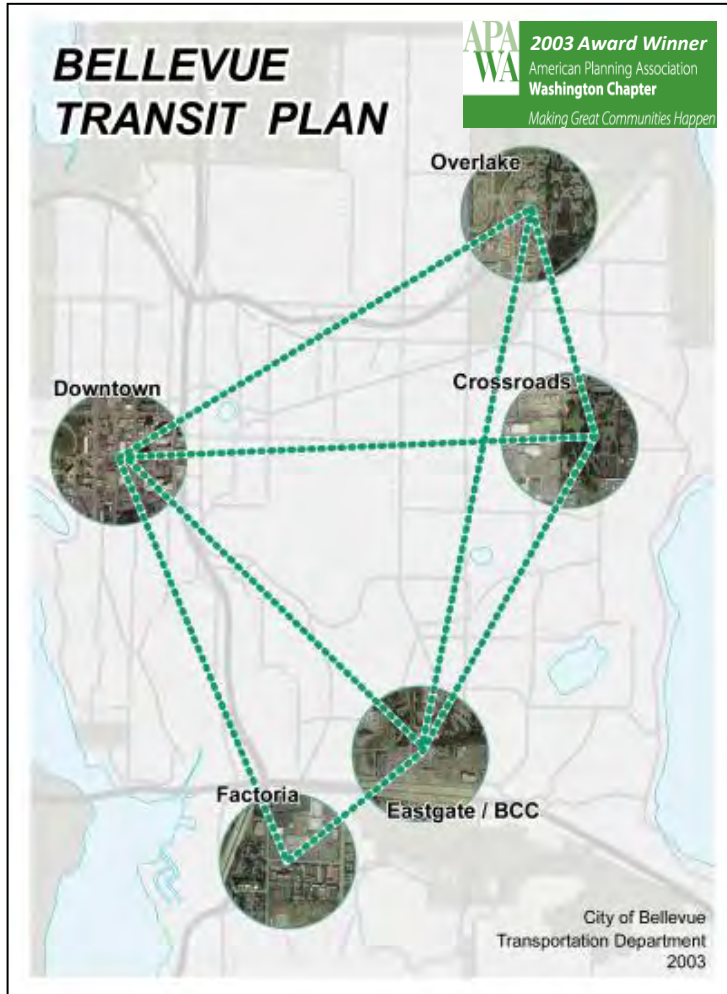 BELLEVUE
TRANSIT PLAN
APA
WA
2003 Award Winner
American Planning Association
Washington Chapter
Making Great Communities Happen
Overlake
Downtown
Crossroads
Factoria
Eastgate / BCC
City of Bellevue
Transportation Department
2003